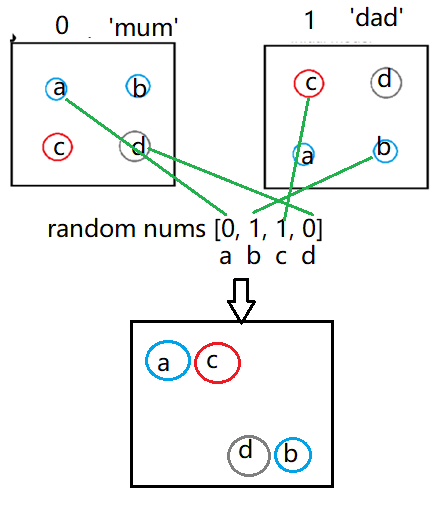 0 'mum'
1 'dad'
a b
c d
c d
a b
random nums [0, 1, 1, 0]
a b c d
a c
d b